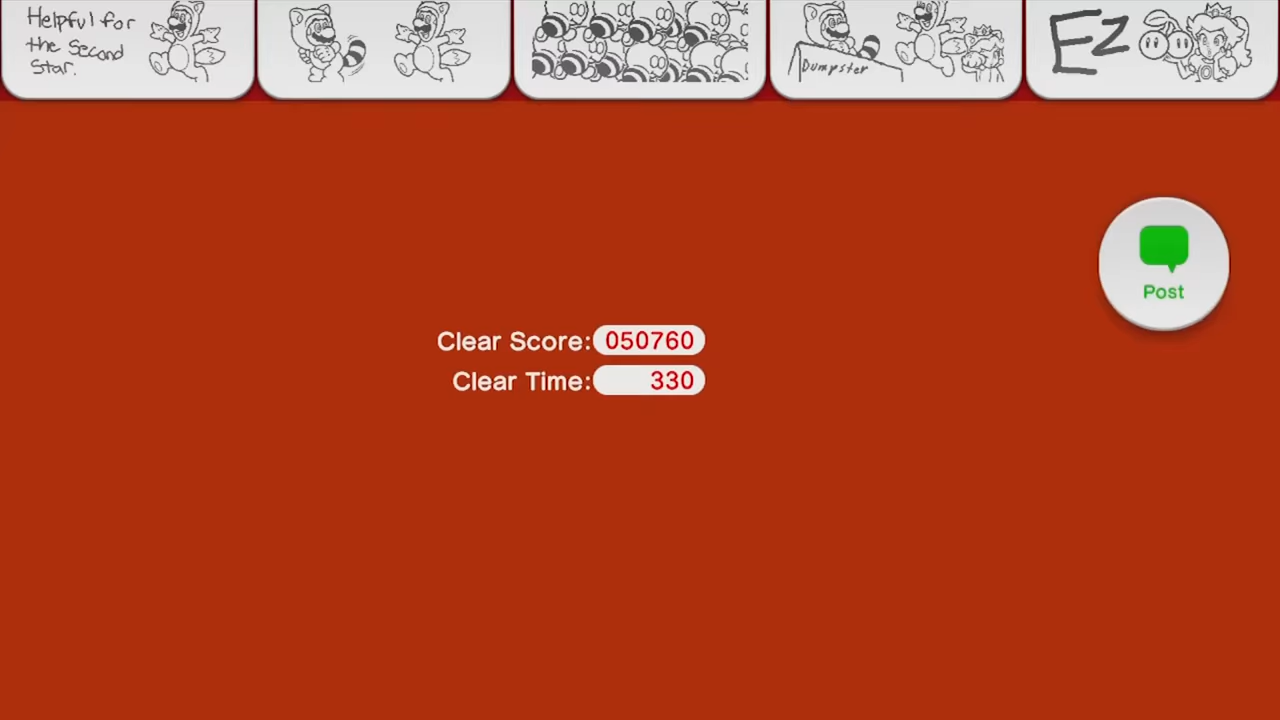 Helpful for
the Second
Star.
Dumpster
EZ
Post
Clear Score: 050760
Clear Time: 330